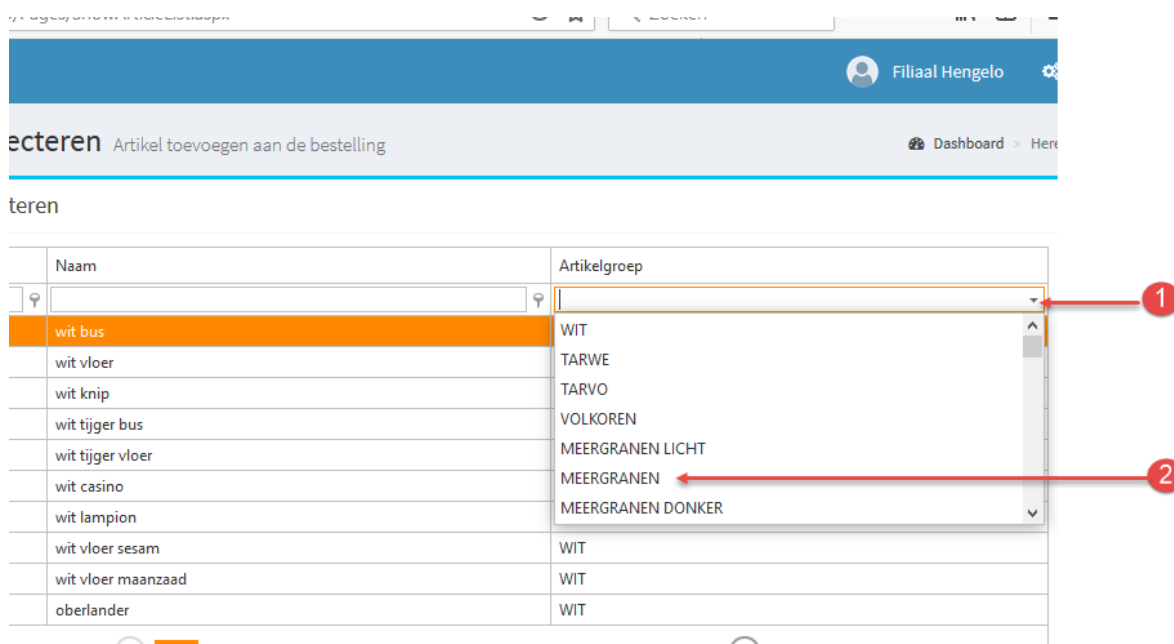 Filiaal Hengelo
ecteren Artikel toevoegen aan de bestelling
Dashboard > Here
teren
Naam Artikelgroep
1
wit bus WIT
wit vloer TARWE
wit knip TARVO
wit tijger bus VOLKOREN
wit tijger vloer MEERGRANEN LICHT
wit casino MEERGRANEN 2
wit lampion MEERGRANEN DONKER
wit vloer sesam WIT
wit vloer maanzaad WIT
oberlander WIT